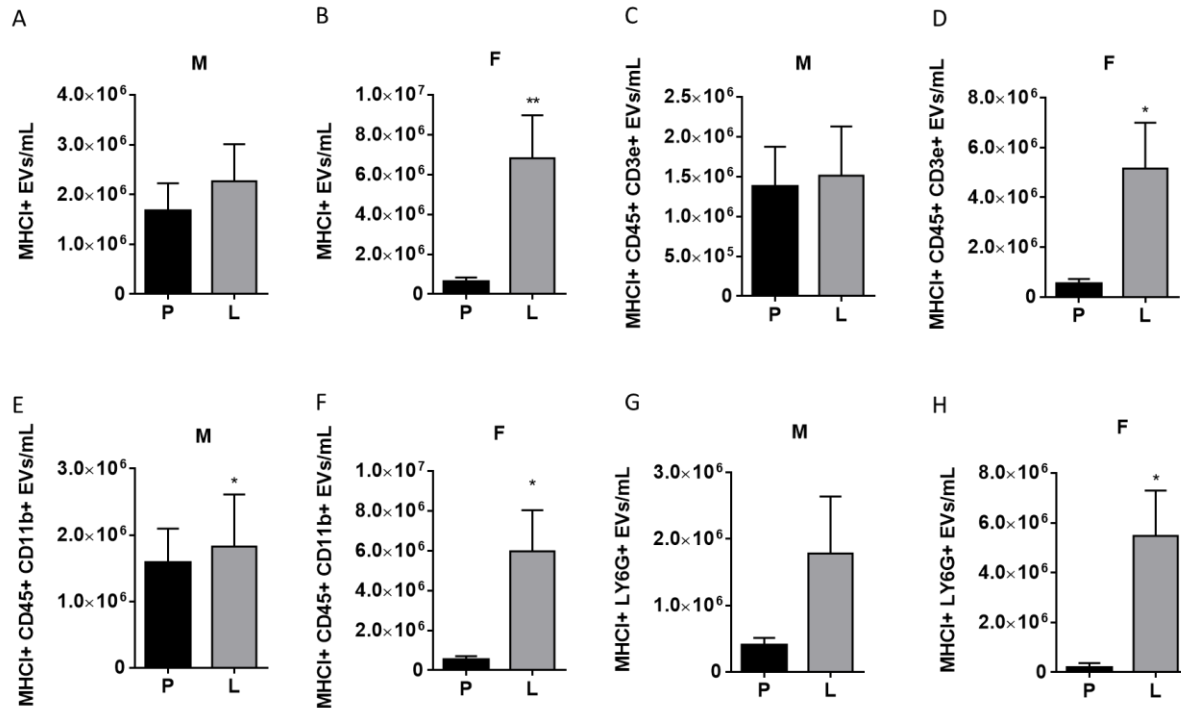 A
M
MHCI+ EVs/mL
4.0×10⁶
3.0×10⁶
2.0×10⁶
1.0×10⁶
0
P L
B
F
MHCI+ EVs/mL
**
1.0×10⁷
8.0×10⁶
6.0×10⁶
4.0×10⁶
2.0×10⁶
0
P L
C
M
MHCI+ CD45+ CD3e+ EVs/mL
2.5×10⁶
2.0×10⁶
1.5×10⁶
1.0×10⁶
5.0×10⁵
0
P L
D
F
MHCI+ CD45+ CD3e+ EVs/mL
*
8.0×10⁶
6.0×10⁶
4.0×10⁶
2.0×10⁶
0
P L
E
M
MHCI+ CD45+ CD11b+ EVs/mL
*
3.0×10⁶
2.0×10⁶
1.0×10⁶
0
P L
F
F
MHCI+ CD45+ CD11b+ EVs/mL
*
1.0×10⁷
8.0×10⁶
6.0×10⁶
4.0×10⁶
2.0×10⁶
0
P L
G
M
MHCI+ LY6G+ EVs/mL
3.0×10⁶
2.0×10⁶
1.0×10⁶
0
P L
H
F
MHCI+ LY6G+ EVs/mL
*
8.0×10⁶
6.0×10⁶
4.0×10⁶
2.0×10⁶
0
P L